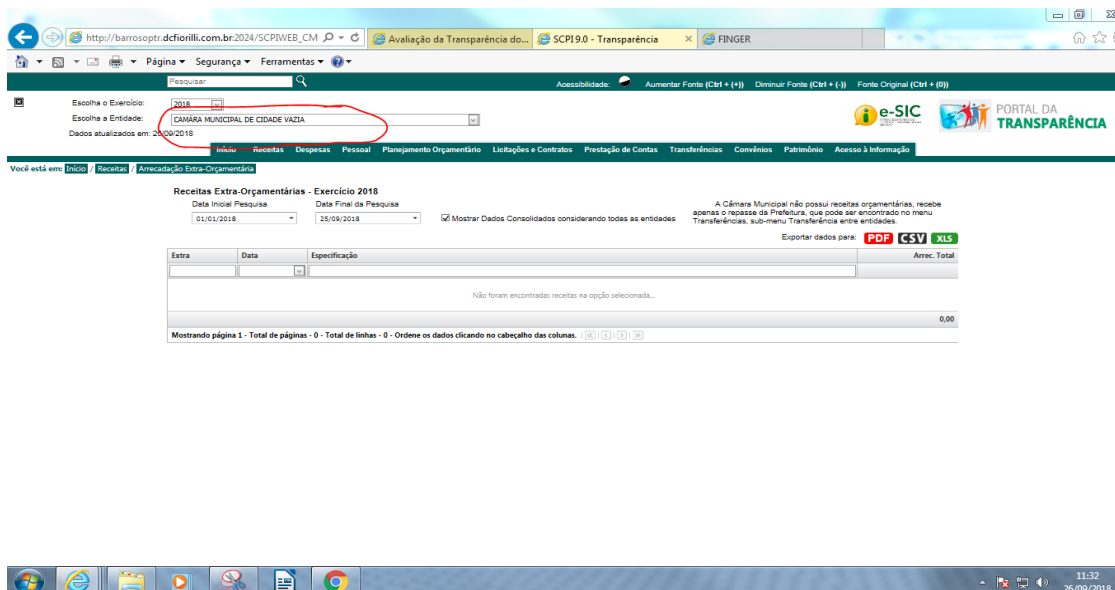 http://barrosoptr.dcfiorilli.com.br:2024/SCPIWEB_CM
Avaliação da Transparência do...
SCPI 9.0 - Transparência
FINGER
Página Segurança Ferramentas
Pesquisar
Acessibilidade: Aumentar Fonte (Ctrl + (+)) Diminuir Fonte (Ctrl + (-)) Fonte Original (Ctrl + (0))
Escolha o Exercício: 2018
Escolha a Entidade: CAMÂRA MUNICIPAL DE CIDADE VAZIA
Dados atualizados em: 26/09/2018
e-SIC
PORTAL DA
TRANSPARÊNCIA
Início Receitas Despesas Pessoal Planejamento Orçamentário Licitações e Contratos Prestação de Contas Transferências Convênios Patrimônio Acesso à Informação
Você está em: Início / Receitas / Arrecadação Extra-Orçamentária
Receitas Extra-Orçamentárias - Exercício 2018
Data Inicial Pesquisa Data Final da Pesquisa
01/01/2018 25/09/2018
Mostrar Dados Consolidados considerando todas as entidades
A Câmara Municipal não possui receitas orçamentárias, recebe
apenas o repasse da Prefeitura, que pode ser encontrado no menu
Transferências, sub-menu Transferência entre entidades.
Exportar dados para: PDF CSV XLS
Extra Data Especificação Arrec. Total
Não foram encontradas receitas na opção selecionada...
0,00
Mostrando página 1 - Total de páginas - 0 - Total de linhas - 0 - Ordene os dados clicando no cabeçalho das colunas.
11:32
26/09/2018